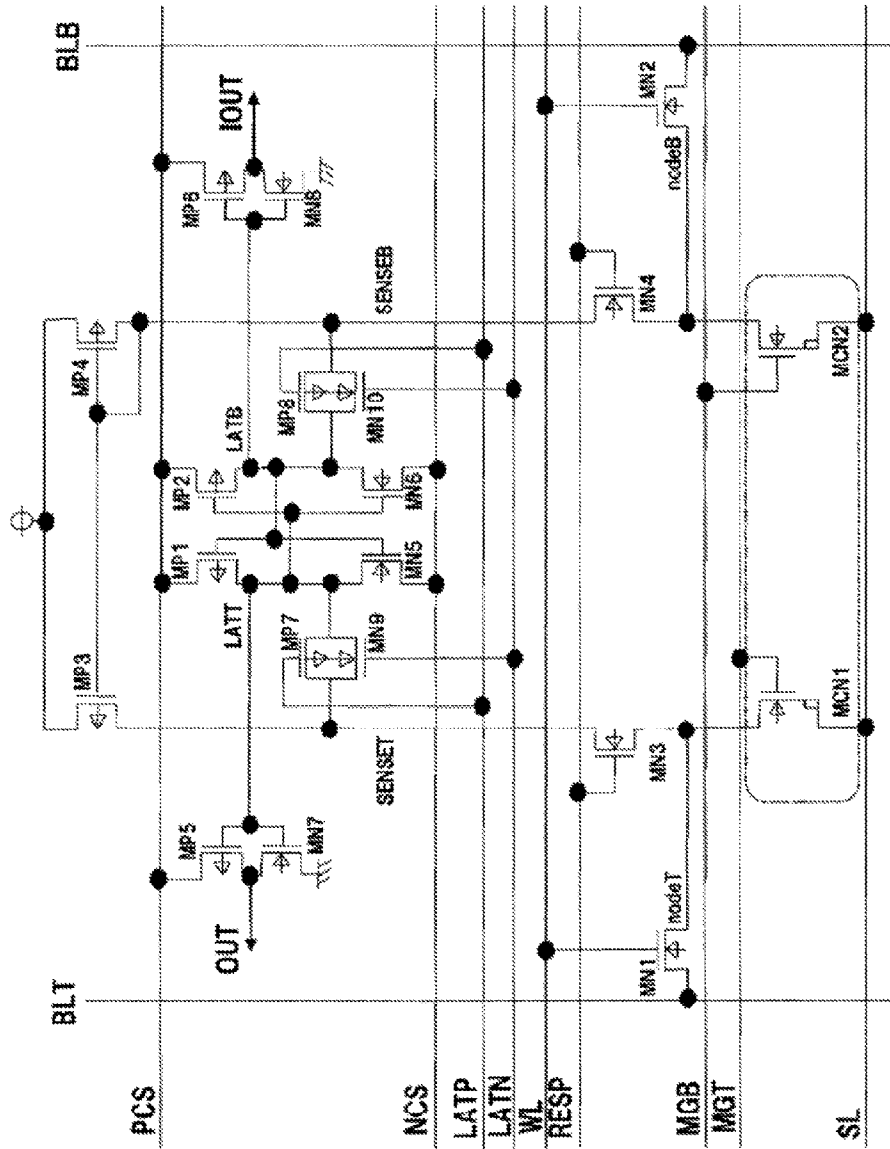 BLT
BLB
PCS
NCS
LATP
LATN
WL
RESP
MGB
MGT
SL
MP3
MP4
MP5
MN7
OUT
MP6
MN8
IOUT
MP1
MP2
LATT
LATB
MN5
MN6
MP7
MN9
MP8
MN10
SENSET
SENSEB
MN3
MN4
MN1
nodeT
MN2
nodeB
MCN1
MCN2